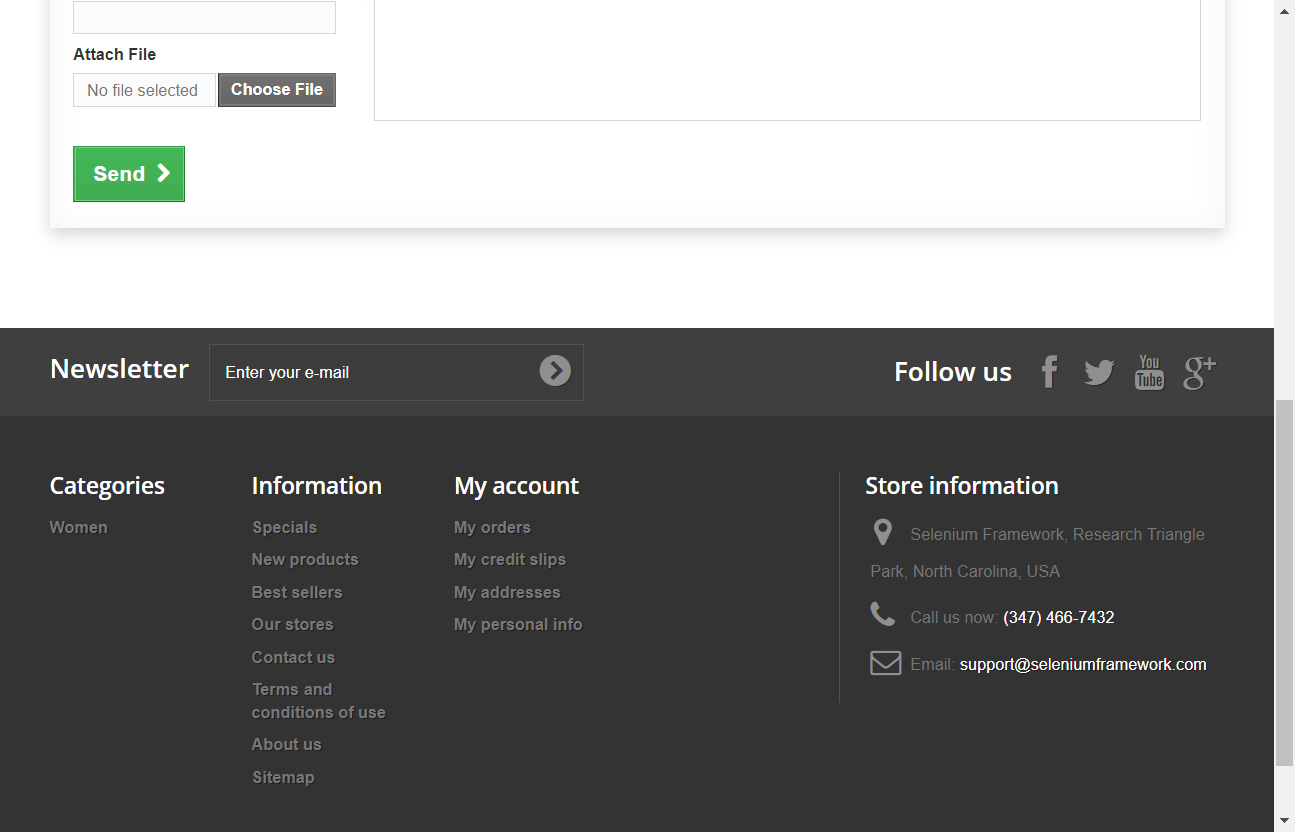 Attach File
No file selected
Choose File
Send
Newsletter
Enter your e-mail
Follow us
You
Tube
g+
Categories
Women
Information
Specials
New products
Best sellers
Our stores
Contact us
Terms and
conditions of use
About us
Sitemap
My account
My orders
My credit slips
My addresses
My personal info
Store information
Selenium Framework, Research Triangle
Park, North Carolina, USA
Call us now: (347) 466-7432
Email: support@seleniumframework.com